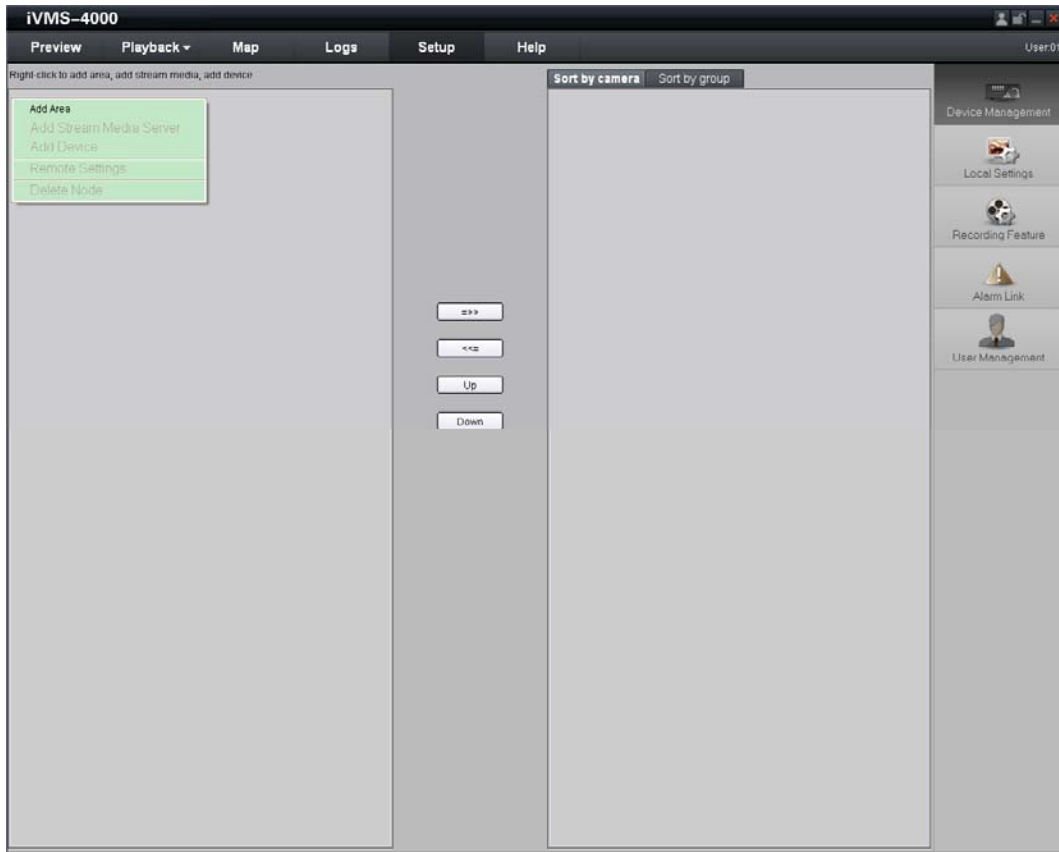 iVMS-4000
Preview Playback Map Logs Setup Help User:01
Right-click to add area, add stream media, add device
Sort by camera Sort by group
Add Area
Add Stream Media Server
Add Device
Remote Settings
Delete Node
=>>
<<=
Up
Down
Device Management
Local Settings
Recording Feature
Alarm Link
User Management